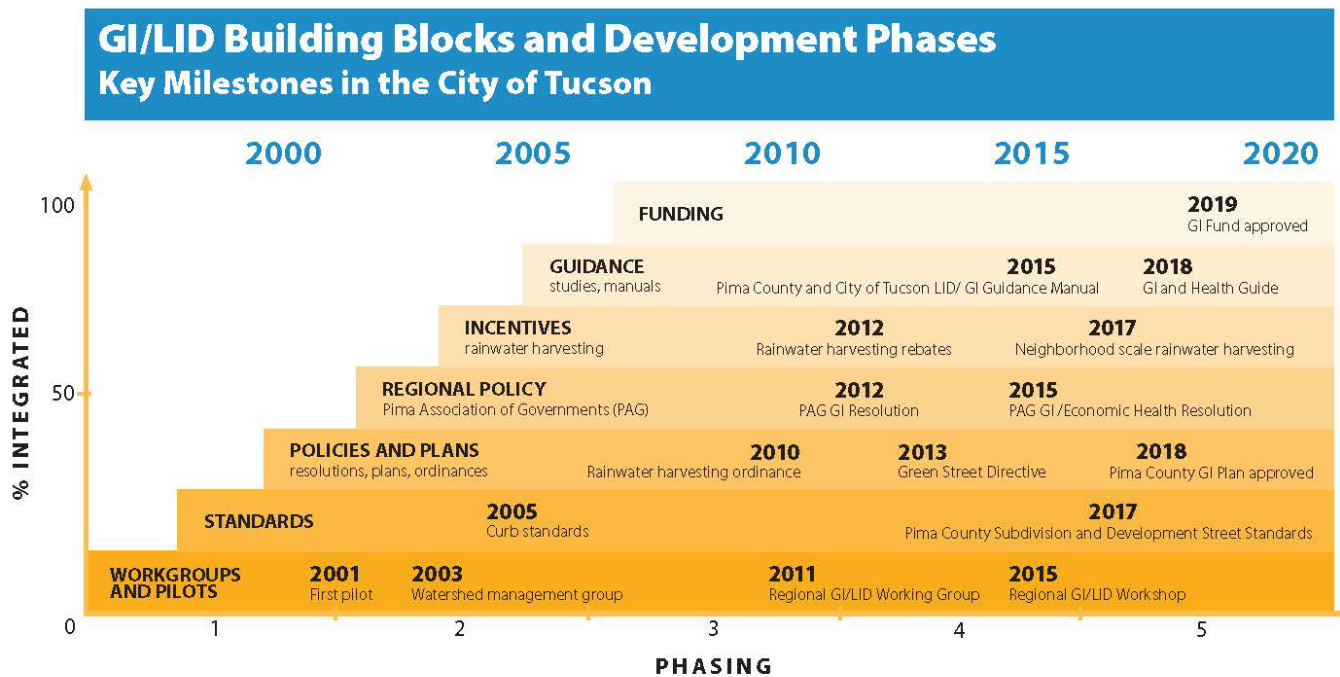 GI/LID Building Blocks and Development Phases
Key Milestones in the City of Tucson
2000 2005 2010 2015 2020
% INTEGRATED
100
50
0
FUNDING
2019
GI Fund approved
GUIDANCE
studies, manuals
2015
Pima County and City of Tucson LID/ GI Guidance Manual
2018
GI and Health Guide
INCENTIVES
rainwater harvesting
2012
Rainwater harvesting rebates
2017
Neighborhood scale rainwater harvesting
REGIONAL POLICY
Pima Association of Governments (PAG)
2012
PAG GI Resolution
2015
PAG GI/Economic Health Resolution
POLICIES AND PLANS
resolutions, plans, ordinances
2010
Rainwater harvesting ordinance
2013
Green Street Directive
2018
Pima County GI Plan approved
STANDARDS
2005
Curb standards
2017
Pima County Subdivision and Development Street Standards
WORKGROUPS
AND PILOTS
2001
First pilot
2003
Watershed management group
2011
Regional GI/LID Working Group
2015
Regional GI/LID Workshop
1 2 3 4 5
PHASING